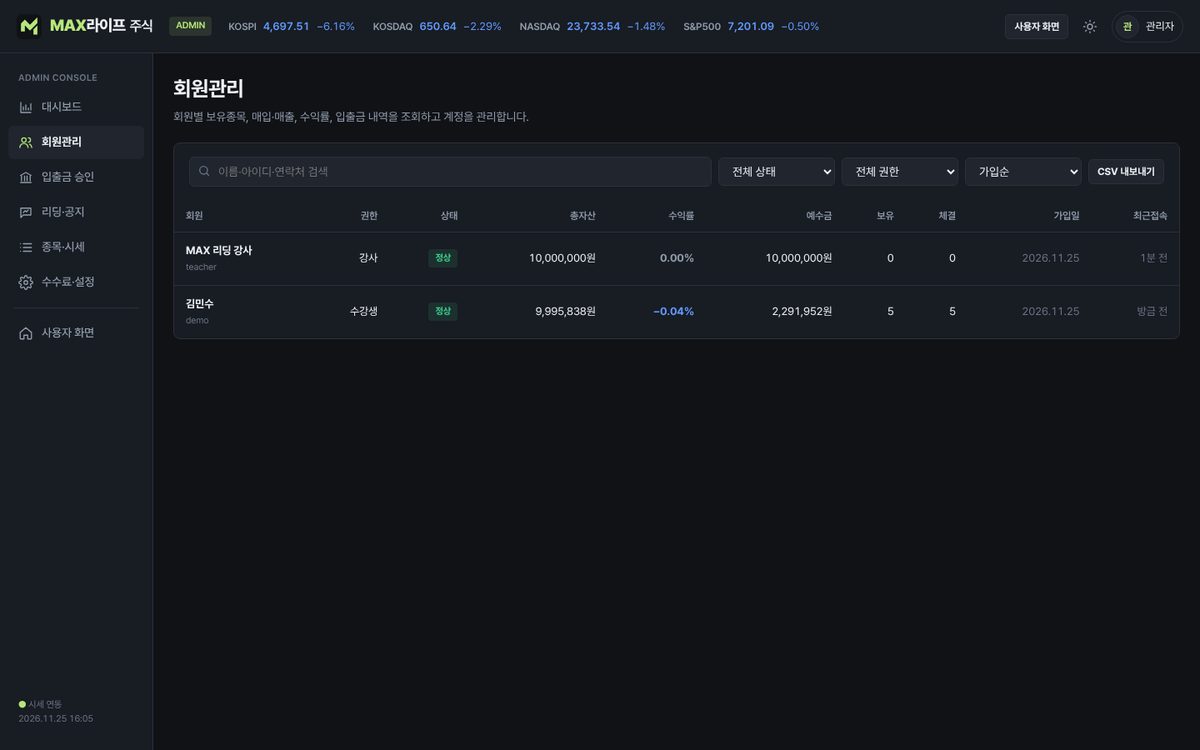 MAX라이프 주식 ADMIN KOSPI 4,697.51 −6.16% KOSDAQ 650.64 −2.29% NASDAQ 23,733.54 −1.48% S&P500 7,201.09 −0.50% 사용자 화면 관 관리자
ADMIN CONSOLE
대시보드
회원관리
입출금 승인
리딩·공지
종목·시세
수수료·설정
사용자 화면
시세 연동
2026.11.25 16:05
회원관리
회원별 보유종목, 매입·매출, 수익률, 입출금 내역을 조회하고 계정을 관리합니다.
이름·아이디·연락처 검색 전체 상태 전체 권한 가입순 CSV 내보내기
회원 권한 상태 총자산 수익률 예수금 보유 체결 가입일 최근접속
MAX 리딩 강사 강사 정상 10,000,000원 0.00% 10,000,000원 0 0 2026.11.25 1분 전
teacher
김민수 수강생 정상 9,995,838원 −0.04% 2,291,952원 5 5 2026.11.25 방금 전
demo